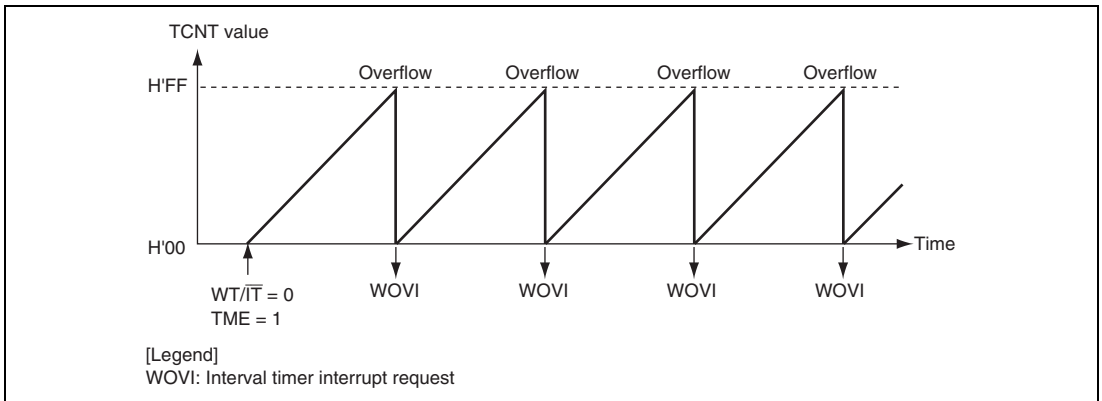 TCNT value
H'FF
Overflow Overflow Overflow Overflow
H'00
Time
WT/I̅T̅ = 0
TME = 1
WOVI WOVI WOVI WOVI
[Legend]
WOVI: Interval timer interrupt request